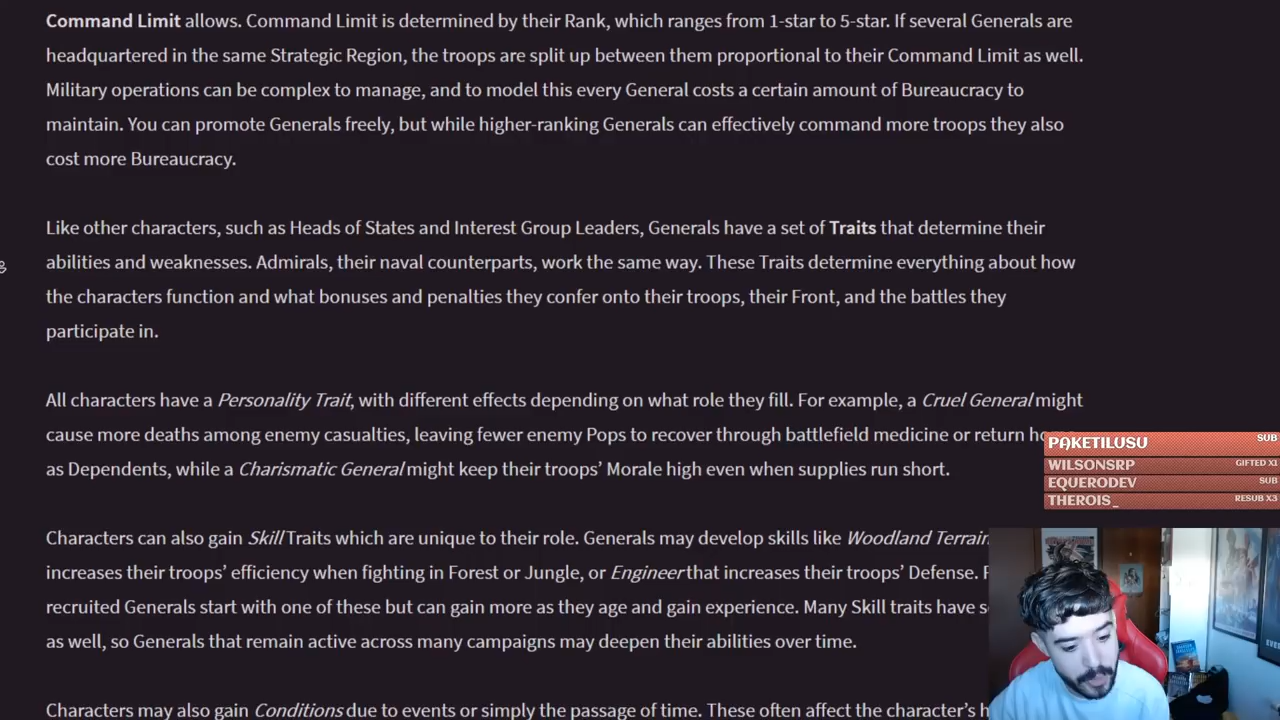 Command Limit allows. Command Limit is determined by their Rank, which ranges from 1-star to 5-star. If several Generals are
headquartered in the same Strategic Region, the troops are split up between them proportional to their Command Limit as well.
Military operations can be complex to manage, and to model this every General costs a certain amount of Bureaucracy to
maintain. You can promote Generals freely, but while higher-ranking Generals can effectively command more troops they also
cost more Bureaucracy.
Like other characters, such as Heads of States and Interest Group Leaders, Generals have a set of Traits that determine their
abilities and weaknesses. Admirals, their naval counterparts, work the same way. These Traits determine everything about how
the characters function and what bonuses and penalties they confer onto their troops, their Front, and the battles they
participate in.
All characters have a Personality Trait, with different effects depending on what role they fill. For example, a Cruel General might
cause more deaths among enemy casualties, leaving fewer enemy Pops to recover through battlefield medicine or return
as Dependents, while a Charismatic General might keep their troops' Morale high even when supplies run short.
Characters can also gain Skill Traits which are unique to their role. Generals may develop skills like Woodland Terrain
increases their troops' efficiency when fighting in Forest or Jungle, or Engineer that increases their troops' Defense.
recruited Generals start with one of these but can gain more as they age and gain experience. Many Skill traits have
as well, so Generals that remain active across many campaigns may deepen their abilities over time.
Characters may also gain Conditions due to events or simply the passage of time. These often affect the character's
PAKETILUSU SUB
WILSONSRP GIFTED X1
EQUERODEV SUB
THEROIS_ RESUB X3